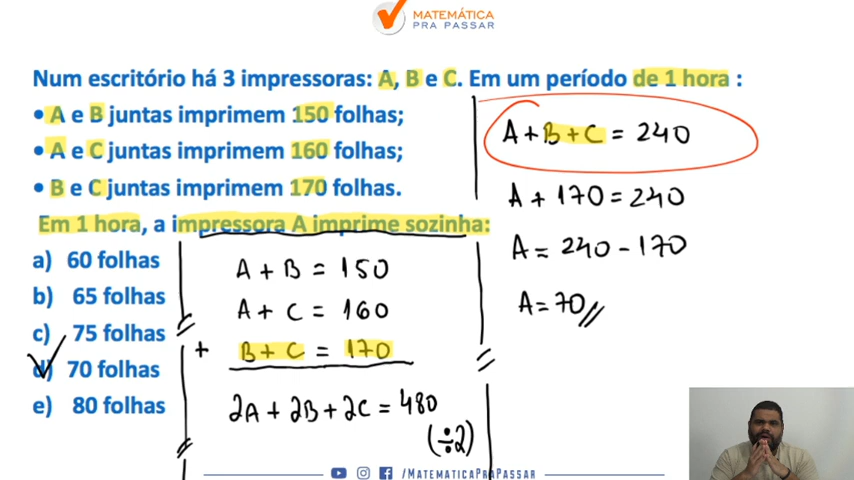 MATEMÁTICA
PRA PASSAR
Num escritório há 3 impressoras: A, B e C. Em um período de 1 hora :
• A e B juntas imprimem 150 folhas;
• A e C juntas imprimem 160 folhas;
• B e C juntas imprimem 170 folhas.
Em 1 hora, a impressora A imprime sozinha:
a) 60 folhas
b) 65 folhas
c) 75 folhas
d) 70 folhas
e) 80 folhas
A + B = 150
A + C = 160
+ B + C = 170
2A + 2B + 2C = 480
(÷2)
A + B + C = 240
A + 170 = 240
A = 240 - 170
A = 70//
/MATEMATICAPRAPASSAR